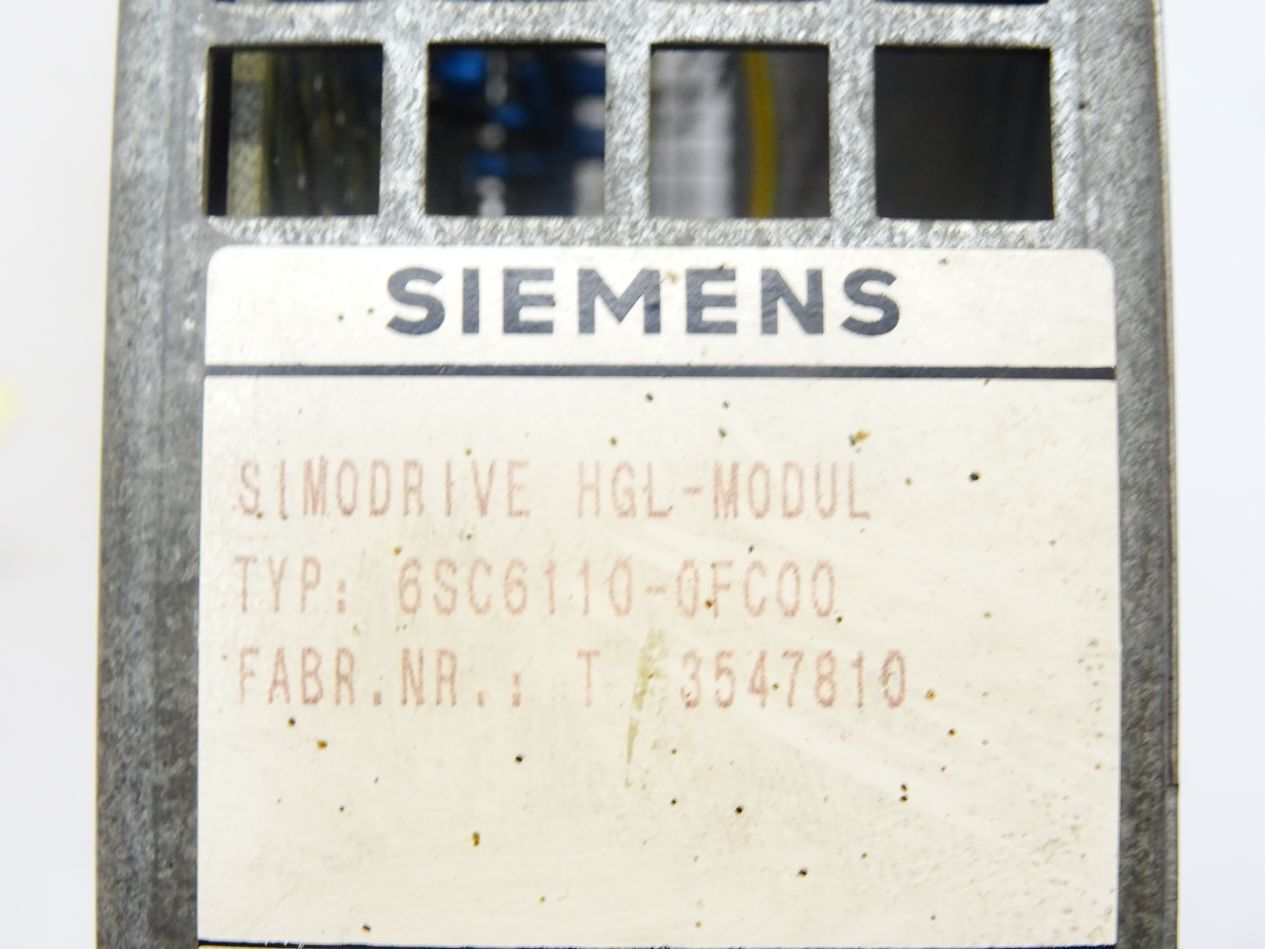 SIEMENS
SIMODRIVE HGL-MODUL
TYP: 6SC6110-0FC00
FABR.NR.: T 3547810